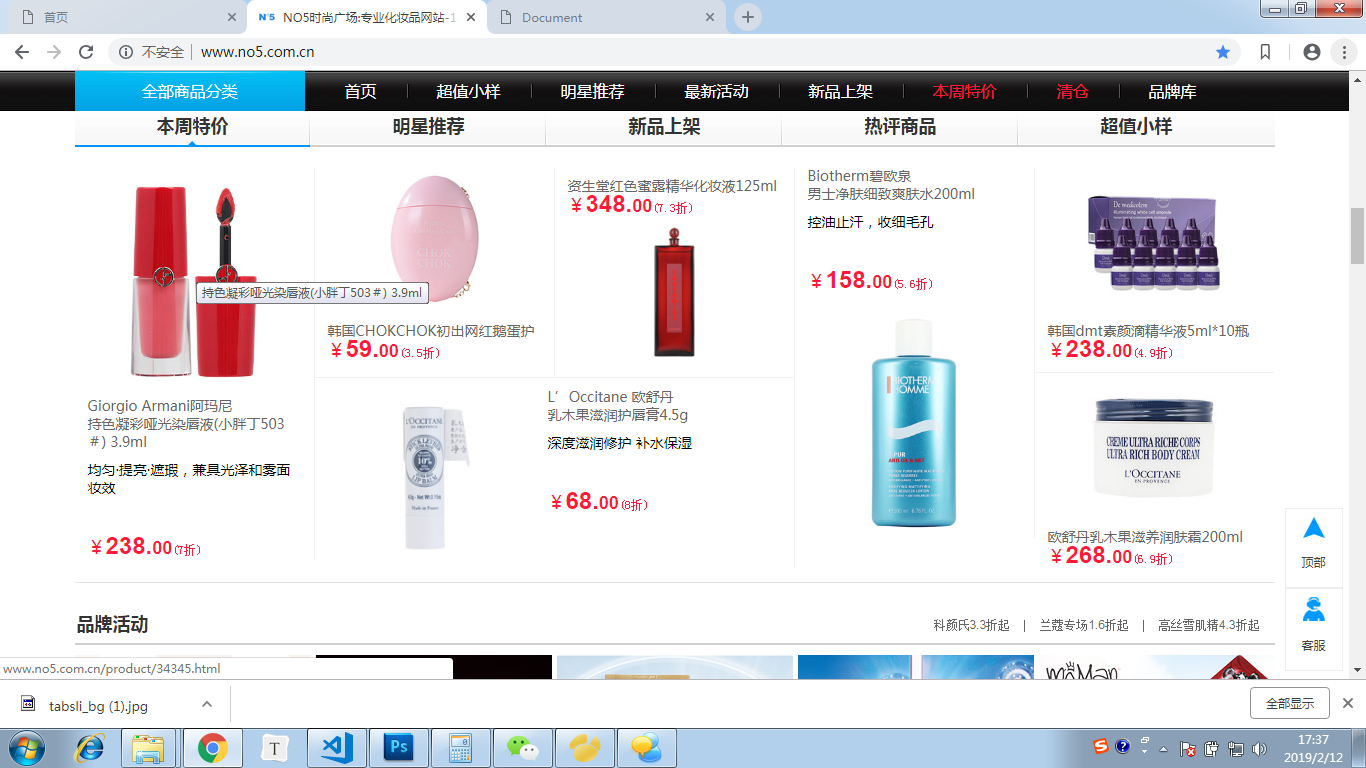 首页
NO5时尚广场:专业化妆品网站-1
Document
不安全
www.no5.com.cn
全部商品分类
首页
超值小样
明星推荐
最新活动
新品上架
本周特价
清仓
品牌库
本周特价
明星推荐
新品上架
热评商品
超值小样
持色凝彩哑光染唇液(小胖丁503＃) 3.9ml
Giorgio Armani阿玛尼
持色凝彩哑光染唇液(小胖丁503
＃) 3.9ml
均匀·提亮·遮瑕，兼具光泽和雾面
妆效
¥238.00(7折)
CHOK
CHOK
韩国CHOKCHOK初出网红鹅蛋护
¥59.00(3.5折)
资生堂红色蜜露精华化妆液125ml
¥348.00(7.3折)
L'OCCITANE
L’Occitane 欧舒丹
乳木果滋润护唇膏4.5g
深度滋润修护 补水保湿
¥68.00(8折)
Biotherm碧欧泉
男士净肤细致爽肤水200ml
控油止汗，收细毛孔
¥158.00(5.6折)
BIOTHERM
HOMME
韩国dmt素颜滴精华液5ml*10瓶
¥238.00(4.9折)
CREME ULTRA RICHE CORPS
ULTRA RICH BODY CREAM
L'OCCITANE
EN PROVENCE
欧舒丹乳木果滋养润肤霜200ml
¥268.00(6.9折)
顶部
客服
品牌活动
科颜氏3.3折起 | 兰蔻专场1.6折起 | 高丝雪肌精4.3折起
www.no5.com.cn/product/34345.html
tabsli_bg (1).jpg
全部显示
17:37
2019/2/12